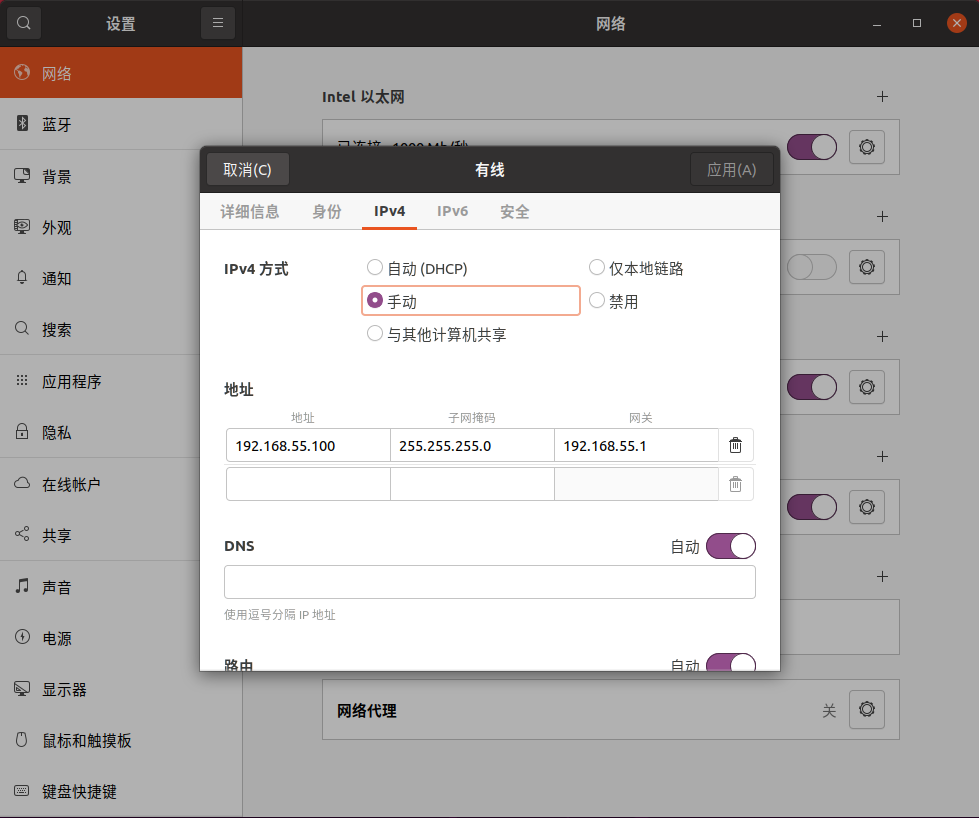 设置
网络
网络
蓝牙
背景
外观
通知
搜索
应用程序
隐私
在线帐户
共享
声音
电源
显示器
鼠标和触摸板
键盘快捷键
Intel 以太网
已连接 - 1000 Mb/秒
取消(C)
有线
应用(A)
详细信息
身份
IPv4
IPv6
安全
IPv4 方式
自动 (DHCP)
仅本地链路
手动
禁用
与其他计算机共享
地址
地址
子网掩码
网关
192.168.55.100
255.255.255.0
192.168.55.1
DNS
自动
使用逗号分隔 IP 地址
路由
自动
网络代理
关